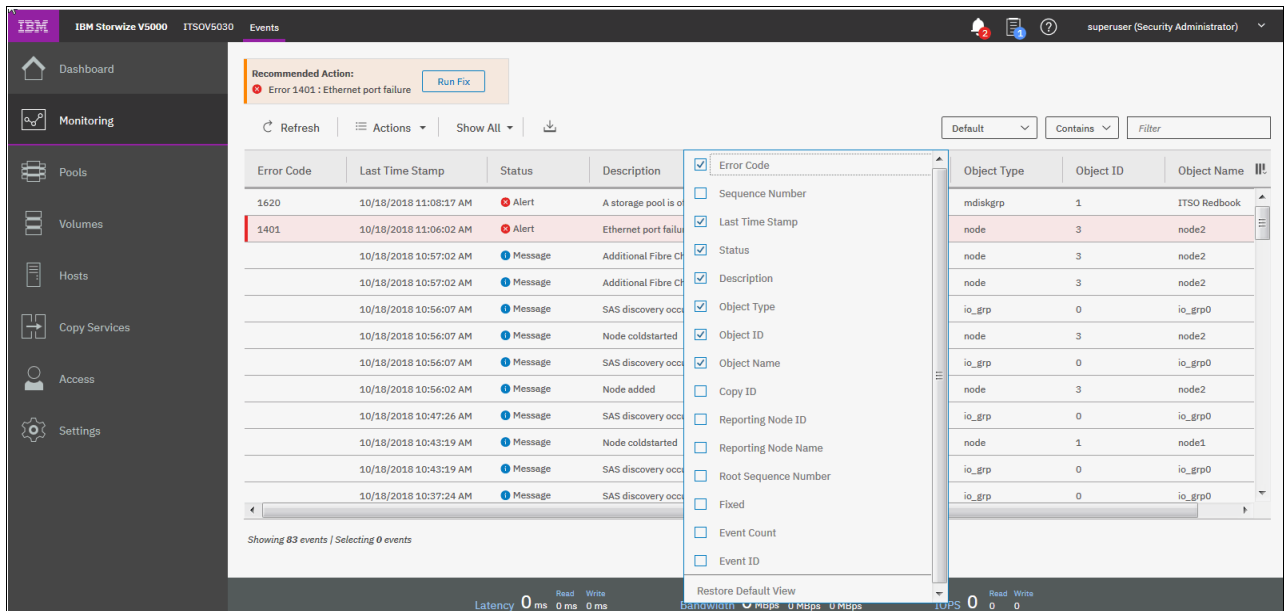 IBM IBM Storwize V5000 ITSOV5030 Events 2 1 ? superuser (Security Administrator)
Dashboard
Monitoring
Pools
Volumes
Hosts
Copy Services
Access
Settings
Recommended Action:
Error 1401 : Ethernet port failure Run Fix
Refresh Actions Show All Default Contains Filter
Error Code Last Time Stamp Status Description Object Type Object ID Object Name
1620 10/18/2018 11:08:17 AM Alert A storage pool is of mdiskgrp 1 ITSO Redbook
1401 10/18/2018 11:06:02 AM Alert Ethernet port failu node 3 node2
10/18/2018 10:57:02 AM Message Additional Fibre Ch node 3 node2
10/18/2018 10:57:02 AM Message Additional Fibre Ch node 3 node2
10/18/2018 10:56:07 AM Message SAS discovery occu io_grp 0 io_grp0
10/18/2018 10:56:07 AM Message Node coldstarted node 3 node2
10/18/2018 10:56:07 AM Message SAS discovery occu io_grp 0 io_grp0
10/18/2018 10:56:02 AM Message Node added node 3 node2
10/18/2018 10:47:26 AM Message SAS discovery occu io_grp 0 io_grp0
10/18/2018 10:43:19 AM Message Node coldstarted node 1 node1
10/18/2018 10:43:19 AM Message SAS discovery occu io_grp 0 io_grp0
10/18/2018 10:37:24 AM Message SAS discovery occu io_grp 0 io_grp0
Error Code
Sequence Number
Last Time Stamp
Status
Description
Object Type
Object ID
Object Name
Copy ID
Reporting Node ID
Reporting Node Name
Root Sequence Number
Fixed
Event Count
Event ID
Restore Default View
Showing 83 events | Selecting 0 events
Read Write Read Write
Latency 0 ms 0 ms 0 ms Bandwidth 0 MBps 0 MBps 0 MBps IOPS 0 0 0